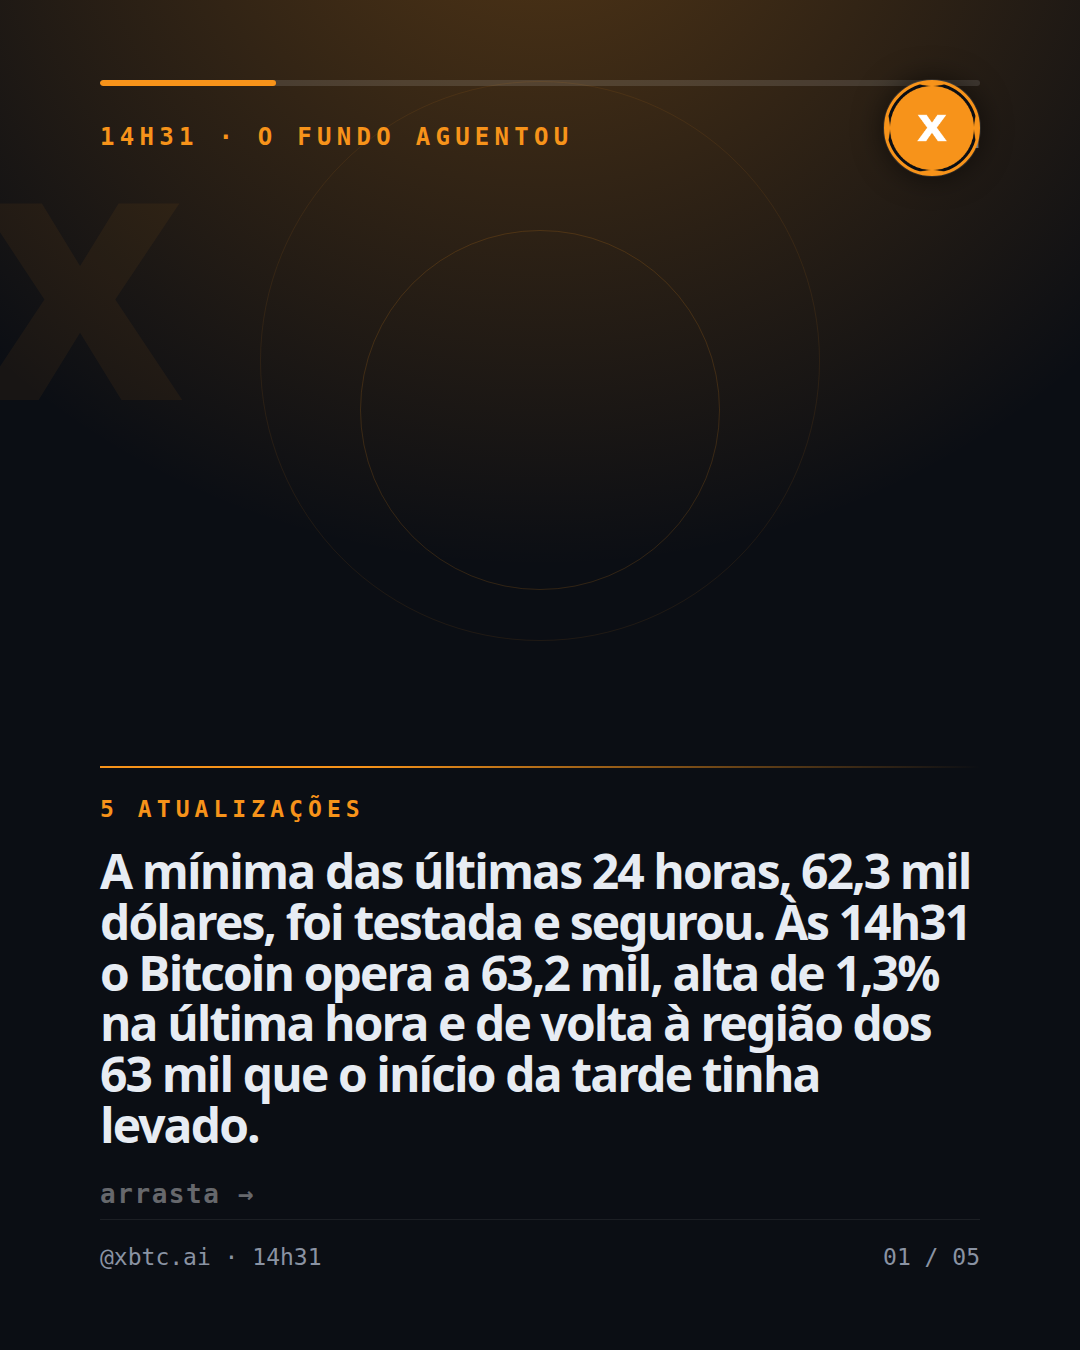 14H31 · O FUNDO AGUENTOU
X
X
5 ATUALIZAÇÕES
A mínima das últimas 24 horas, 62,3 mil
dólares, foi testada e segurou. Às 14h31
o Bitcoin opera a 63,2 mil, alta de 1,3%
na última hora e de volta à região dos
63 mil que o início da tarde tinha
levado.
arrasta →
@xbtc.ai · 14h31
01 / 05